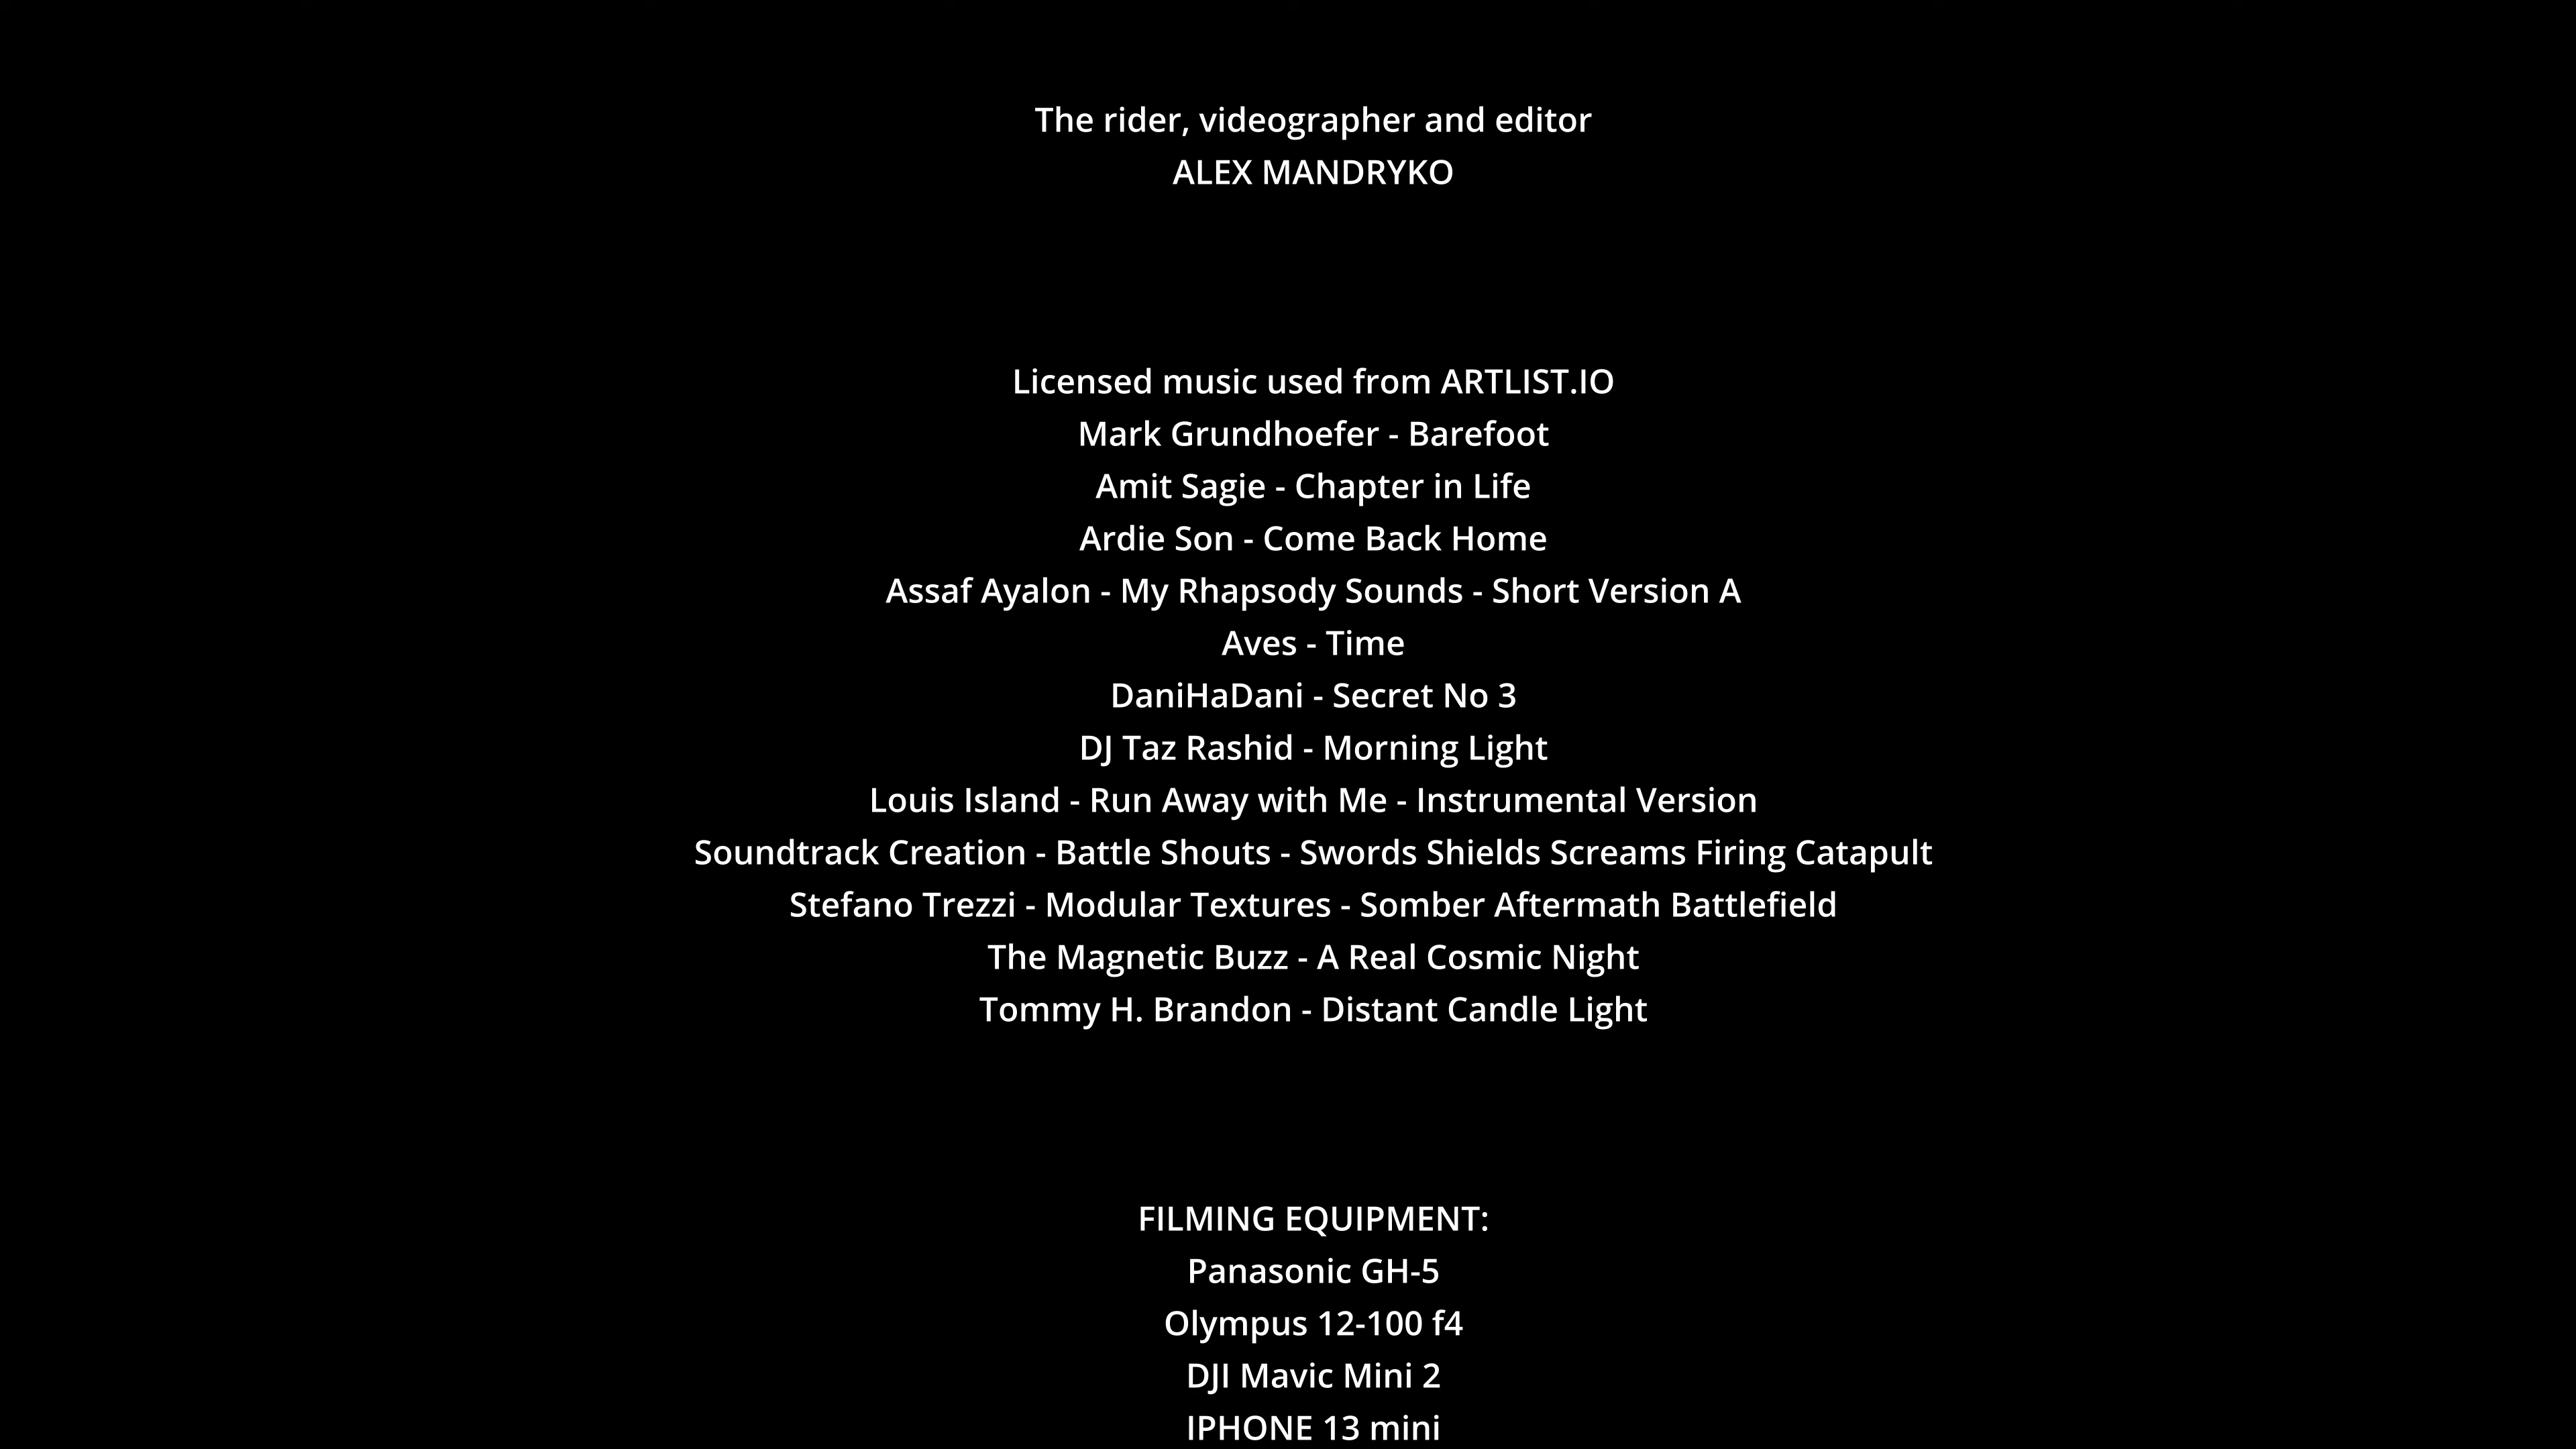 The rider, videographer and editor
ALEX MANDRYKO
Licensed music used from ARTLIST.IO
Mark Grundhoefer - Barefoot
Amit Sagie - Chapter in Life
Ardie Son - Come Back Home
Assaf Ayalon - My Rhapsody Sounds - Short Version A
Aves - Time
DaniHaDani - Secret No 3
DJ Taz Rashid - Morning Light
Louis Island - Run Away with Me - Instrumental Version
Soundtrack Creation - Battle Shouts - Swords Shields Screams Firing Catapult
Stefano Trezzi - Modular Textures - Somber Aftermath Battlefield
The Magnetic Buzz - A Real Cosmic Night
Tommy H. Brandon - Distant Candle Light
FILMING EQUIPMENT:
Panasonic GH-5
Olympus 12-100 f4
DJI Mavic Mini 2
IPHONE 13 mini